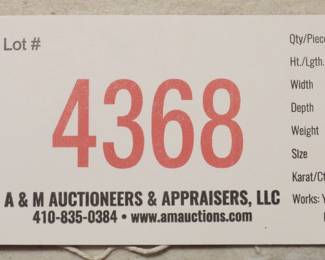 Lot #
4368
A & M AUCTIONEERS & APPRAISERS, LLC
410-835-0384 • www.amauctions.com
Qty/Piece
Ht./Lgth.
Width
Depth
Weight
Size
Karat/Ct
Works: Y